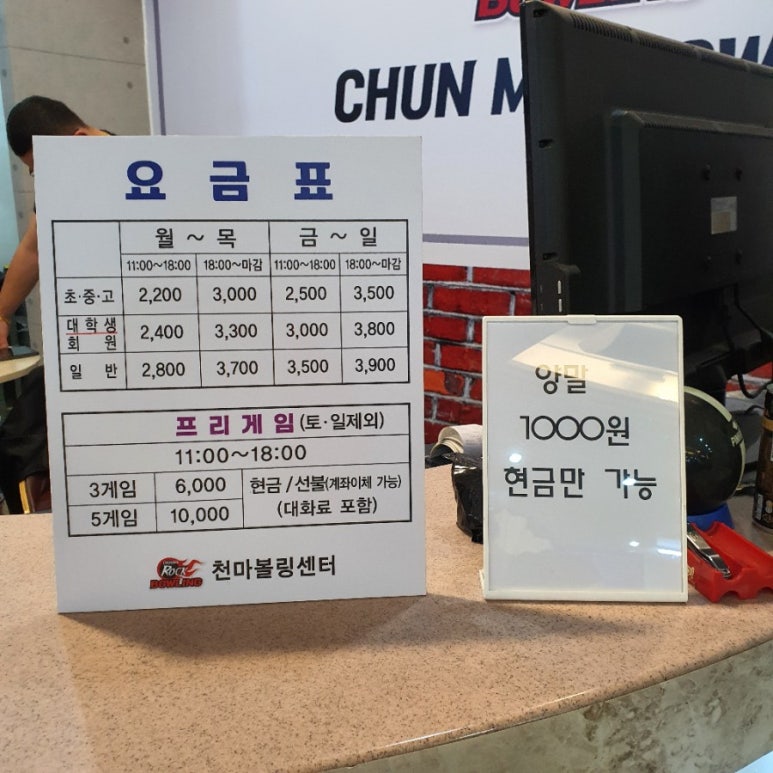 BOWLING
CHUN M
요금표
월 ~ 목 금 ~ 일
11:00~18:00 18:00~마감 11:00~18:00 18:00~마감
초·중·고 2,200 3,000 2,500 3,500
대학생 회원 2,400 3,300 3,000 3,800
일반 2,800 3,700 3,500 3,900
프리게임 (토·일제외)
11:00~18:00
3게임 6,000 현금/선불(계좌이체 가능)
5게임 10,000 (대화료 포함)
ROCK BOWLING 천마볼링센터
양말
1000원
현금만 가능